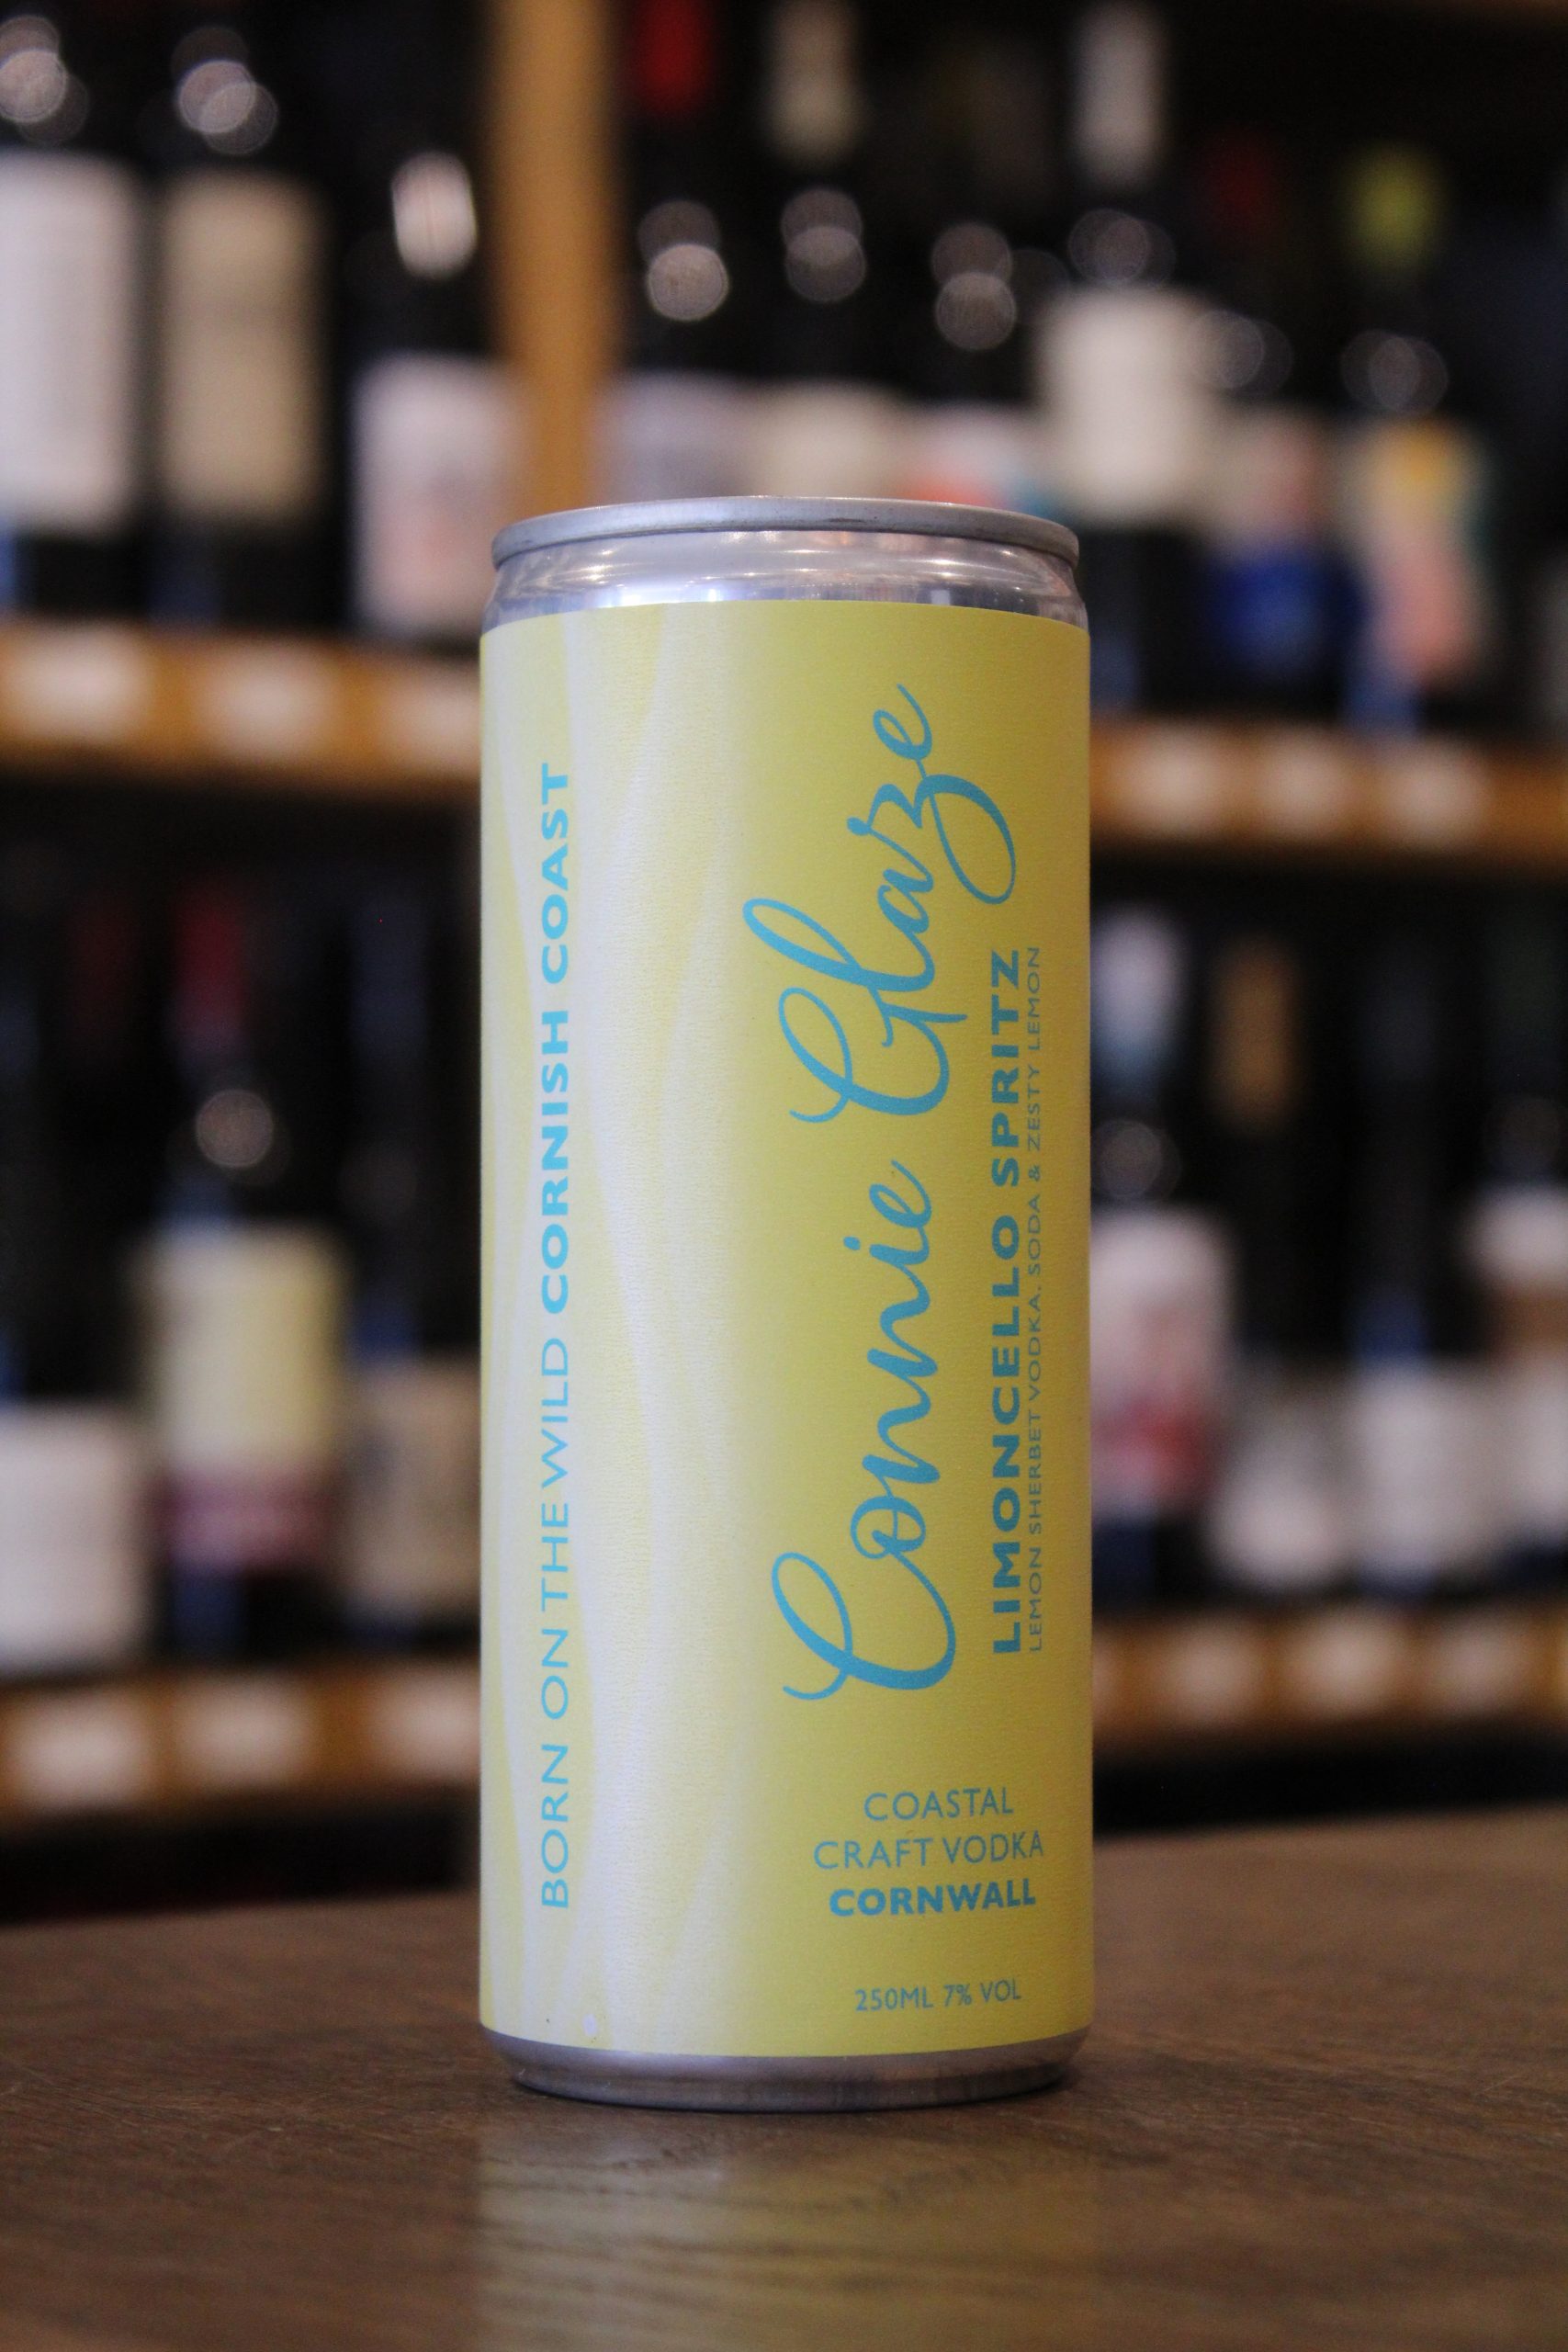 BORN ON THE WILD CORNISH COAST
Connie Glaze
LIMONCELLO SPRITZ
LEMON SHERBET VODKA, SODA & ZESTY LEMON
COASTAL
CRAFT VODKA
CORNWALL
250ML 7% VOL